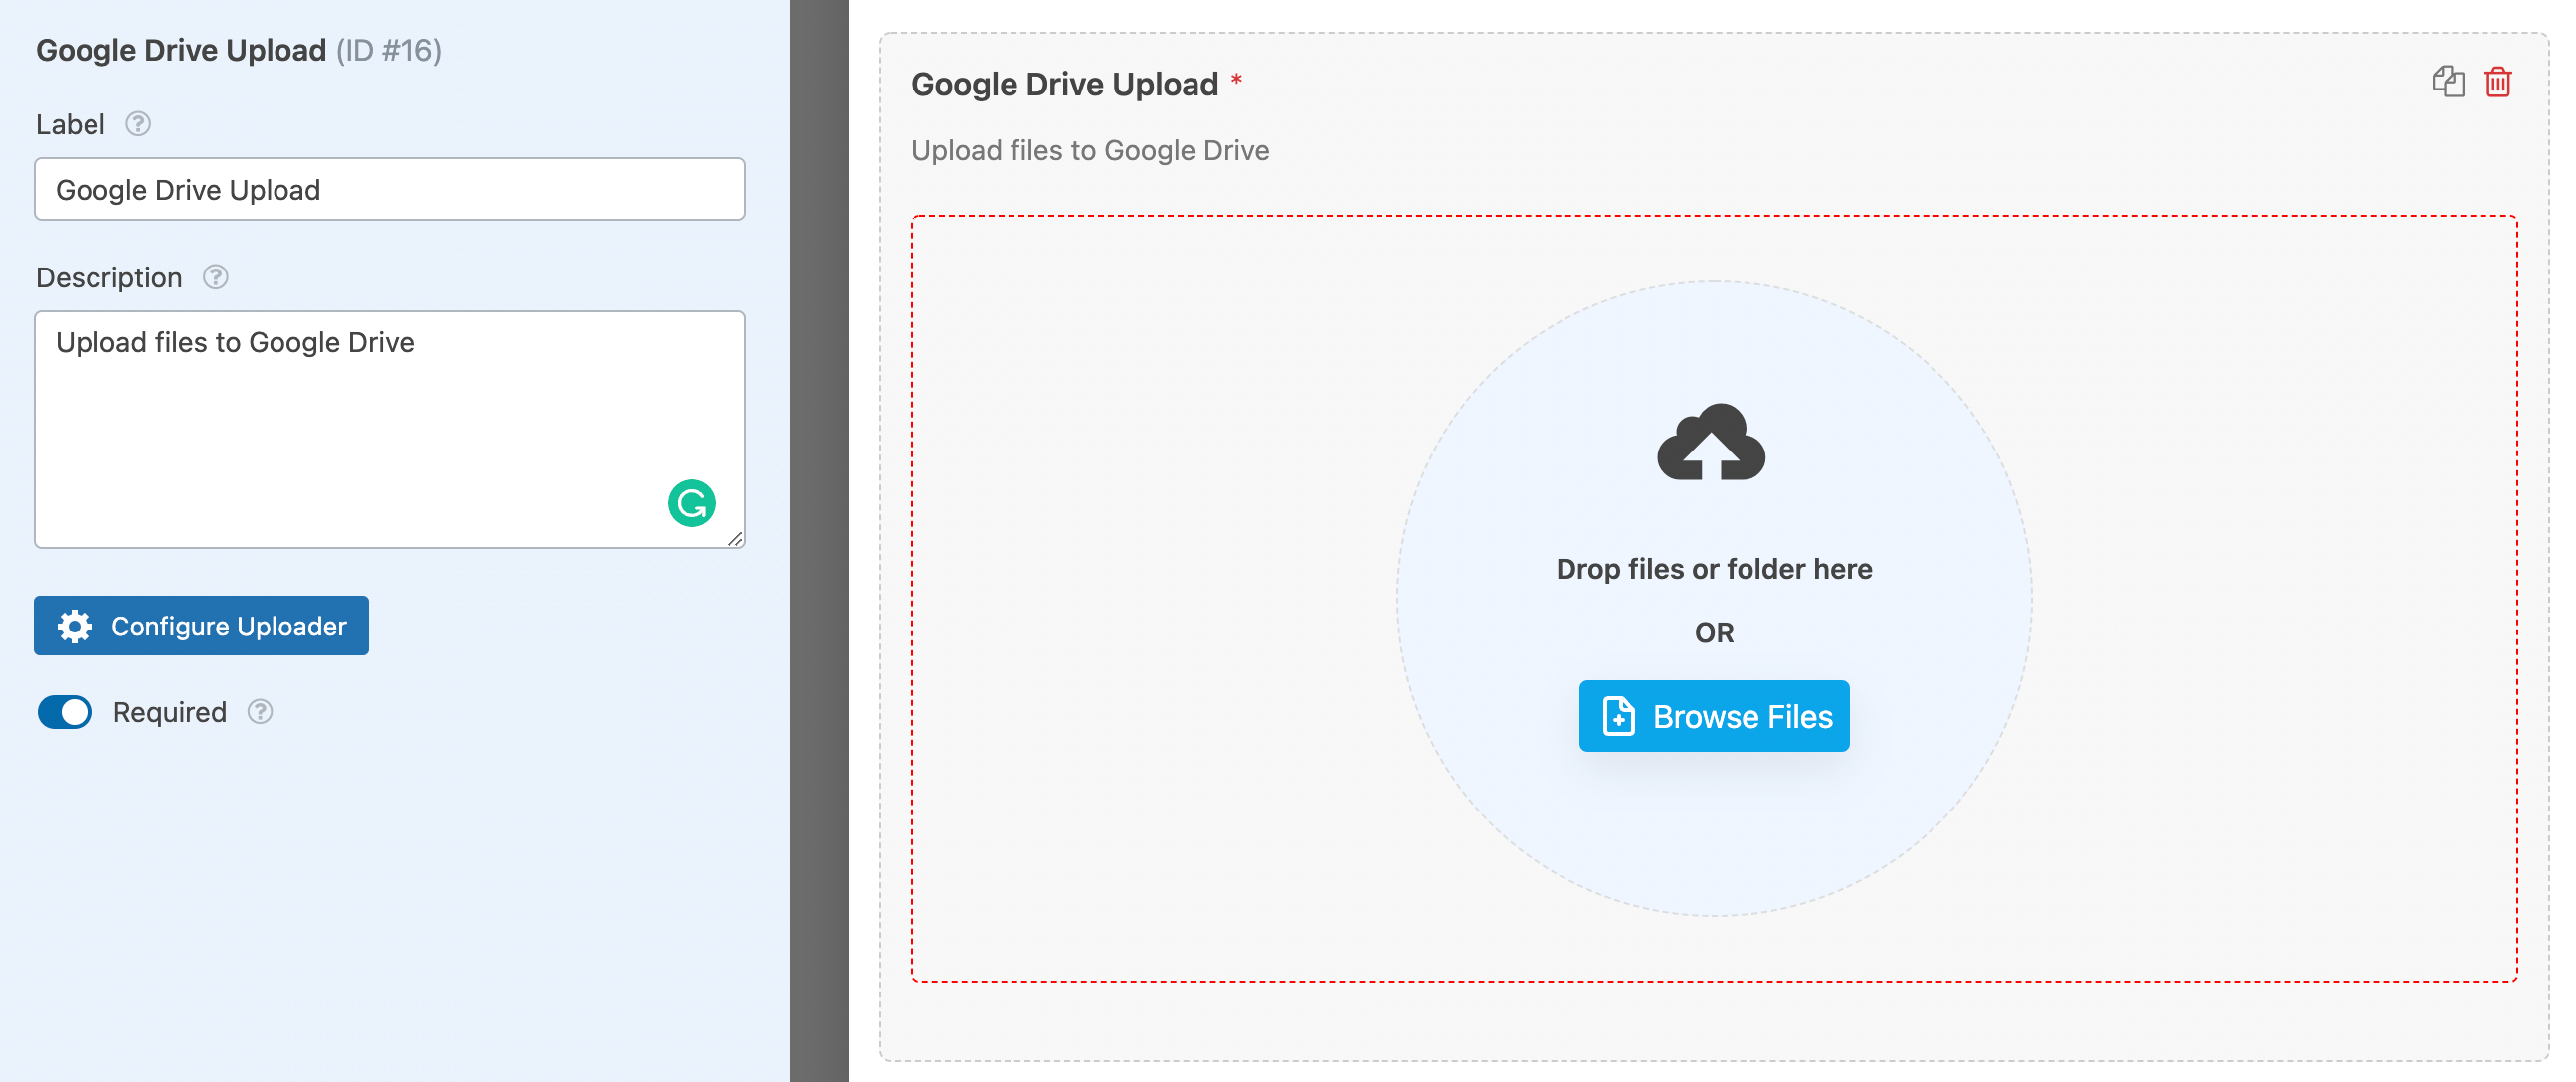 Google Drive Upload (ID #16)
Label
Google Drive Upload
Description
Upload files to Google Drive
Configure Uploader
Required
Google Drive Upload *
Upload files to Google Drive
Drop files or folder here
OR
Browse Files